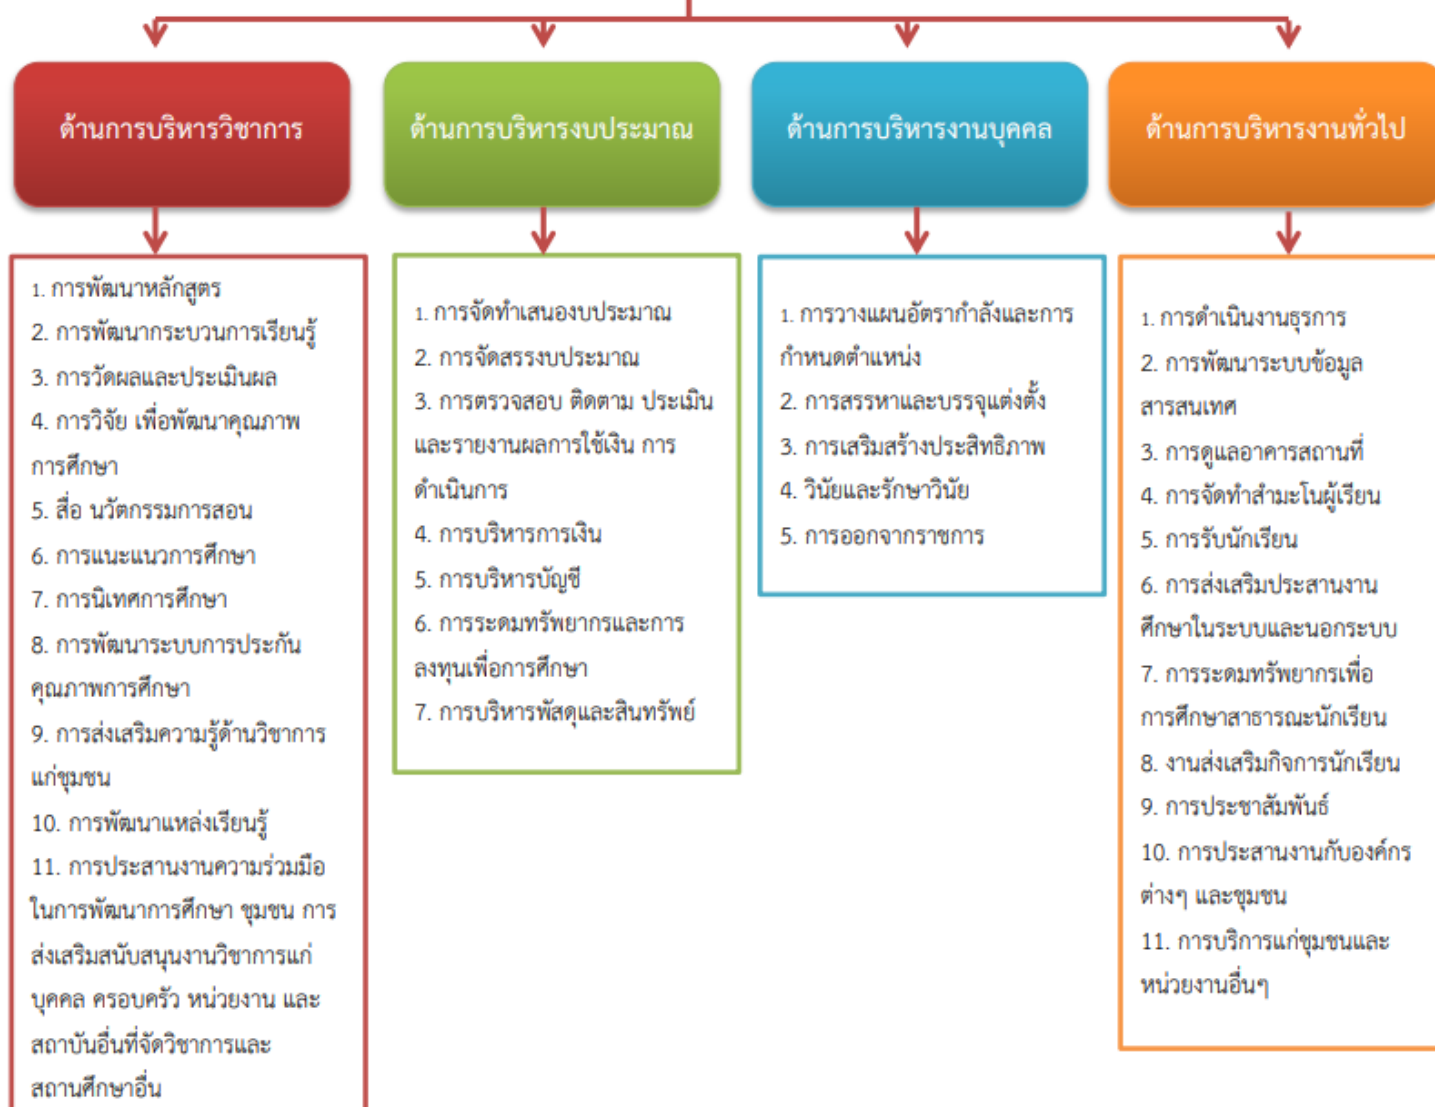 ด้านการบริหารวิชาการ
ด้านการบริหารงบประมาณ
ด้านการบริหารงานบุคคล
ด้านการบริหารงานทั่วไป
1. การพัฒนาหลักสูตร
2. การพัฒนากระบวนการเรียนรู้
3. การวัดผลและประเมินผล
4. การวิจัย เพื่อพัฒนาคุณภาพ
การศึกษา
5. สื่อ นวัตกรรมการสอน
6. การแนะแนวการศึกษา
7. การนิเทศการศึกษา
8. การพัฒนาระบบการประกัน
คุณภาพการศึกษา
9. การส่งเสริมความรู้ด้านวิชาการ
แก่ชุมชน
10. การพัฒนาแหล่งเรียนรู้
11. การประสานงานความร่วมมือ
ในการพัฒนาการศึกษา ชุมชน การ
ส่งเสริมสนับสนุนงานวิชาการแก่
บุคคล ครอบครัว หน่วยงาน และ
สถาบันอื่นที่จัดวิชาการและ
สถานศึกษาอื่น
1. การจัดทำเสนองบประมาณ
2. การจัดสรรงบประมาณ
3. การตรวจสอบ ติดตาม ประเมิน
และรายงานผลการใช้เงิน การ
ดำเนินการ
4. การบริหารการเงิน
5. การบริหารบัญชี
6. การระดมทรัพยากรและการ
ลงทุนเพื่อการศึกษา
7. การบริหารพัสดุและสินทรัพย์
1. การวางแผนอัตรากำลังและการ
กำหนดตำแหน่ง
2. การสรรหาและบรรจุแต่งตั้ง
3. การเสริมสร้างประสิทธิภาพ
4. วินัยและรักษาวินัย
5. การออกจากราชการ
1. การดำเนินงานธุรการ
2. การพัฒนาระบบข้อมูล
สารสนเทศ
3. การดูแลอาคารสถานที่
4. การจัดทำสำมะโนผู้เรียน
5. การรับนักเรียน
6. การส่งเสริมประสานงาน
ศึกษาในระบบและนอกระบบ
7. การระดมทรัพยากรเพื่อ
การศึกษาสาธารณะนักเรียน
8. งานส่งเสริมกิจการนักเรียน
9. การประชาสัมพันธ์
10. การประสานงานกับองค์กร
ต่างๆ และชุมชน
11. การบริการแก่ชุมชนและ
หน่วยงานอื่นๆ